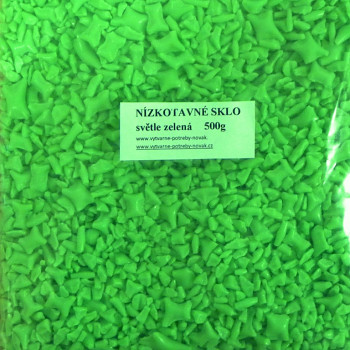 NÍZKOTAVNÉ SKLO
světle zelená 500g
www.vytvarne-potreby-novak.
www.vytvarne-potreby-novak.cz